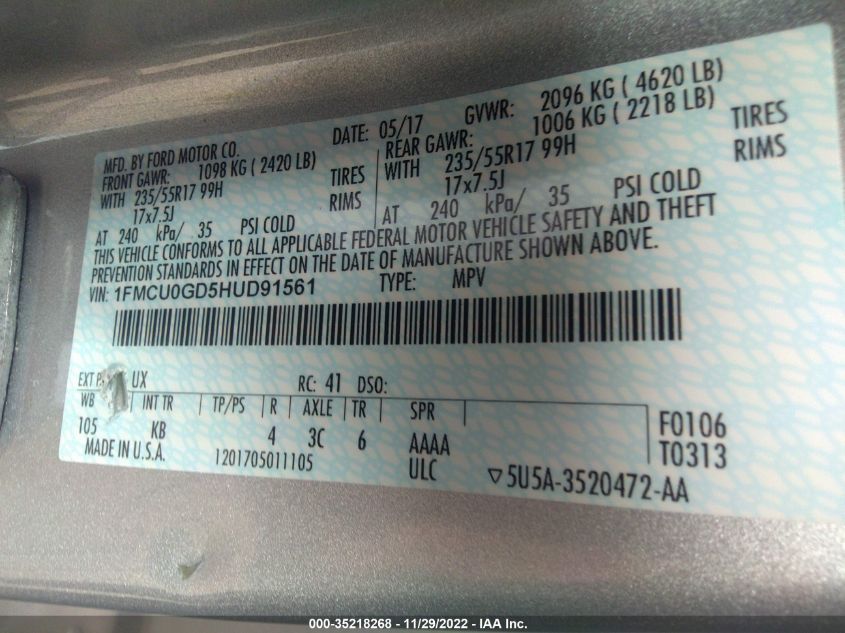 MFD. BY FORD MOTOR CO.
DATE: 05/17 GVWR: 2096 KG ( 4620 LB)
FRONT GAWR: 1098 KG ( 2420 LB)
REAR GAWR: 1006 KG ( 2218 LB)
WITH 235/55R17 99H TIRES
WITH 235/55R17 99H TIRES
17x7.5J RIMS
17x7.5J RIMS
AT 240 kPa/ 35 PSI COLD
AT 240 kPa/ 35 PSI COLD
THIS VEHICLE CONFORMS TO ALL APPLICABLE FEDERAL MOTOR VEHICLE SAFETY AND THEFT
PREVENTION STANDARDS IN EFFECT ON THE DATE OF MANUFACTURE SHOWN ABOVE.
VIN: 1FMCU0GD5HUD91561 TYPE: MPV
EXT UX RC: 41 DSO:
WB INT TR TP/PS R AXLE TR SPR
105 KB 4 3C 6 AAAA F0106
MADE IN U.S.A. 1201705011105 ULC T0313
▽5U5A-3520472-AA
000-35218268 - 11/29/2022 - IAA Inc.